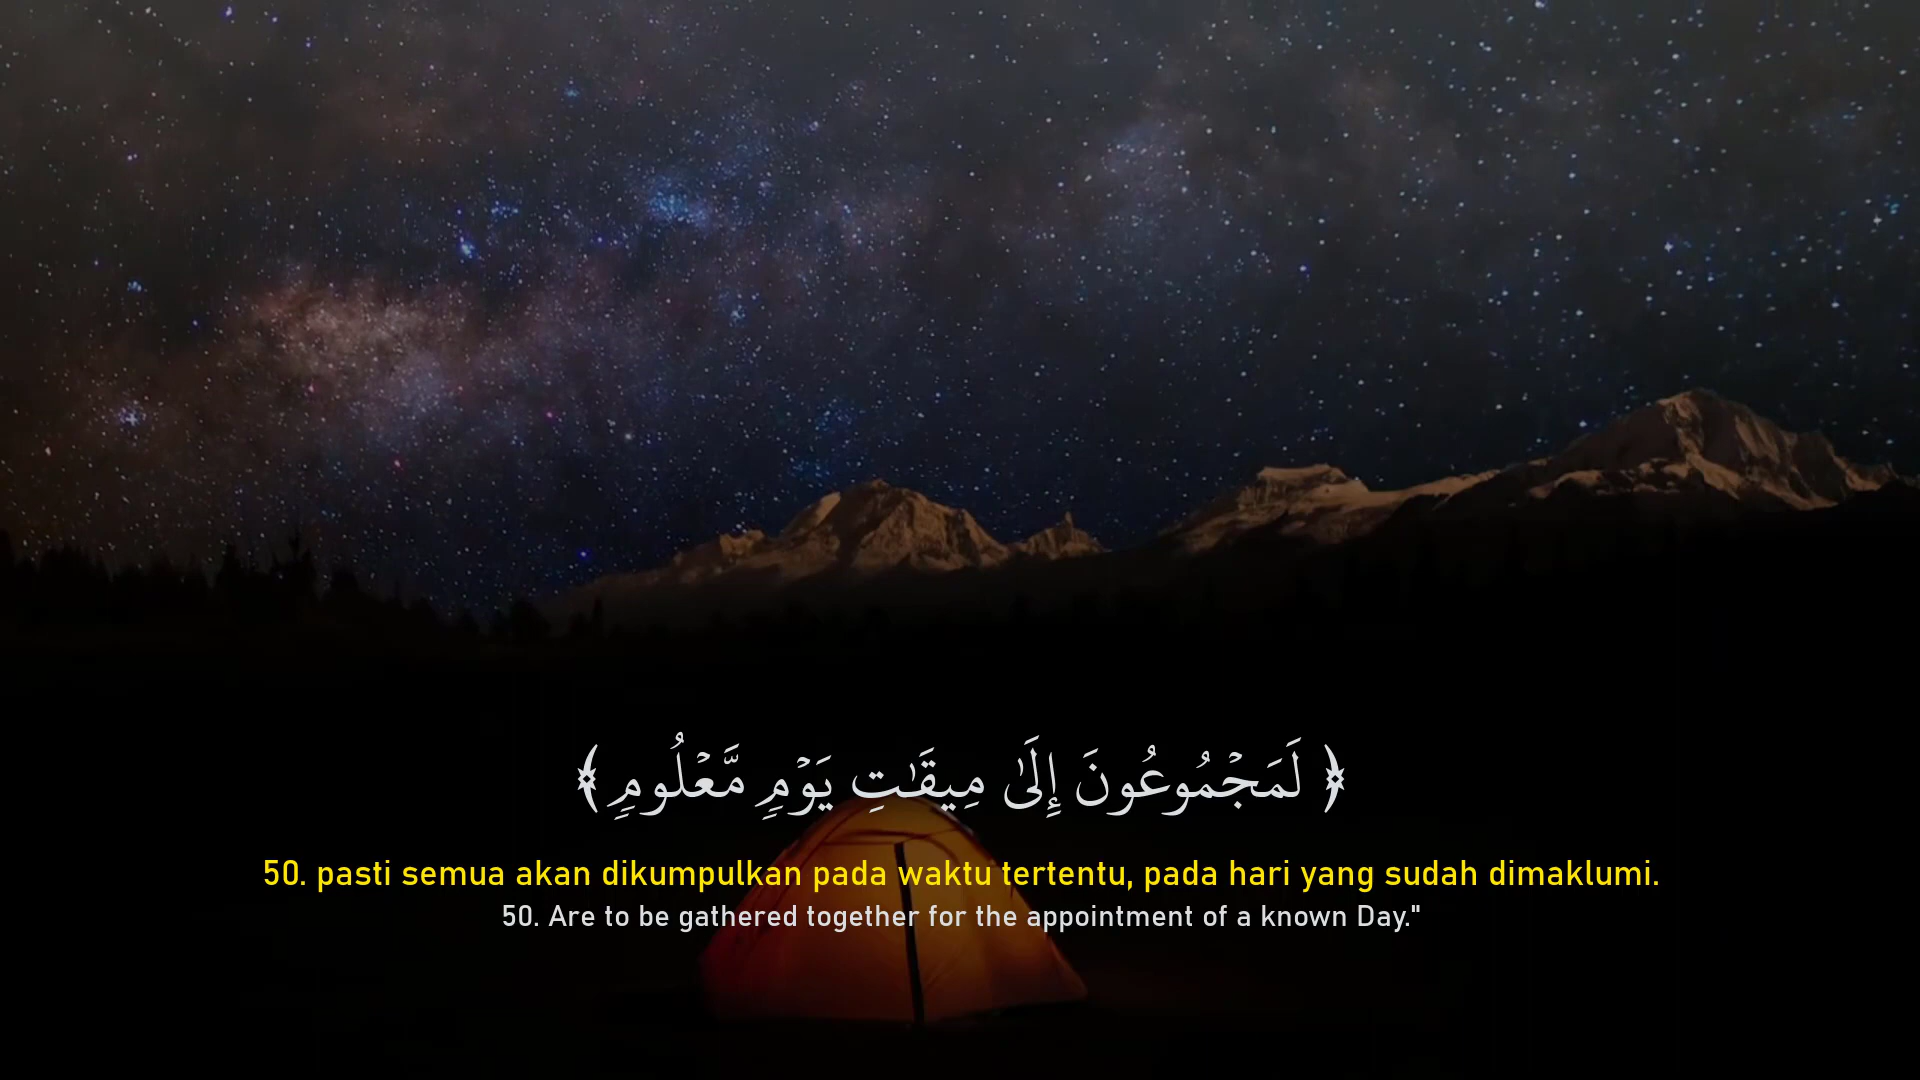 ﴿ لَمَجۡمُوعُونَ إِلَىٰ مِيقَٰتِ يَوۡمٖ مَّعۡلُومٖ ﴾
50. pasti semua akan dikumpulkan pada waktu tertentu, pada hari yang sudah dimaklumi.
50. Are to be gathered together for the appointment of a known Day."